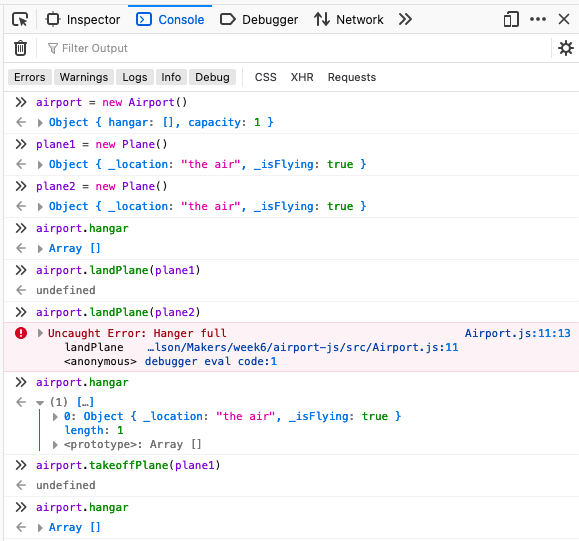 Inspector Console Debugger Network
Filter Output
Errors Warnings Logs Info Debug CSS XHR Requests
airport = new Airport()
Object { hangar: [], capacity: 1 }
plane1 = new Plane()
Object { _location: "the air", _isFlying: true }
plane2 = new Plane()
Object { _location: "the air", _isFlying: true }
airport.hangar
Array []
airport.landPlane(plane1)
undefined
airport.landPlane(plane2)
Uncaught Error: Hanger full Airport.js:11:13
landPlane …lson/Makers/week6/airport-js/src/Airport.js:11
<anonymous> debugger eval code:1
airport.hangar
(1) […]
0: Object { _location: "the air", _isFlying: true }
length: 1
<prototype>: Array []
airport.takeoffPlane(plane1)
undefined
airport.hangar
Array []